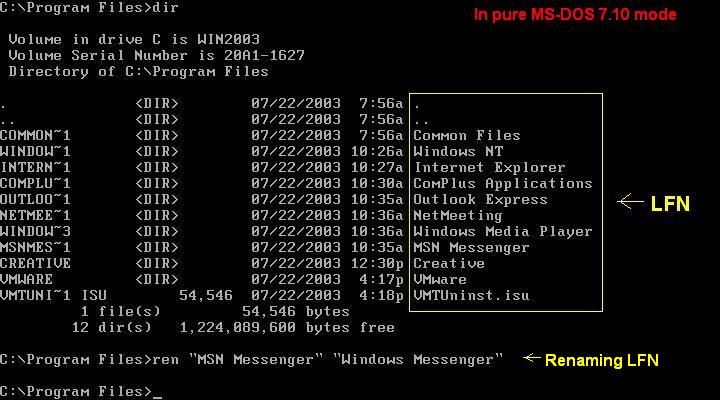 C:\Program Files>dir
In pure MS-DOS 7.10 mode
Volume in drive C is WIN2003
Volume Serial Number is 20A1-1627
Directory of C:\Program Files
. <DIR> 07/22/2003 7:56a .
.. <DIR> 07/22/2003 7:56a ..
COMMON~1 <DIR> 07/22/2003 7:56a Common Files
WINDOW~1 <DIR> 07/22/2003 10:26a Windows NT
INTERN~1 <DIR> 07/22/2003 10:27a Internet Explorer
COMPLU~1 <DIR> 07/22/2003 10:30a ComPlus Applications
OUTLOO~1 <DIR> 07/22/2003 10:35a Outlook Express
NETMEE~1 <DIR> 07/22/2003 10:36a NetMeeting
WINDOW~3 <DIR> 07/22/2003 10:36a Windows Media Player
MSNMES~1 <DIR> 07/22/2003 10:35a MSN Messenger
CREATIVE <DIR> 07/22/2003 12:30p Creative
VMWARE <DIR> 07/22/2003 4:17p VMware
VMTUNI~1 ISU 54,546 07/22/2003 4:18p VMTUninst.isu
LFN
1 file(s) 54,546 bytes
12 dir(s) 1,224,089,600 bytes free
C:\Program Files>ren "MSN Messenger" "Windows Messenger"
Renaming LFN
C:\Program Files>_